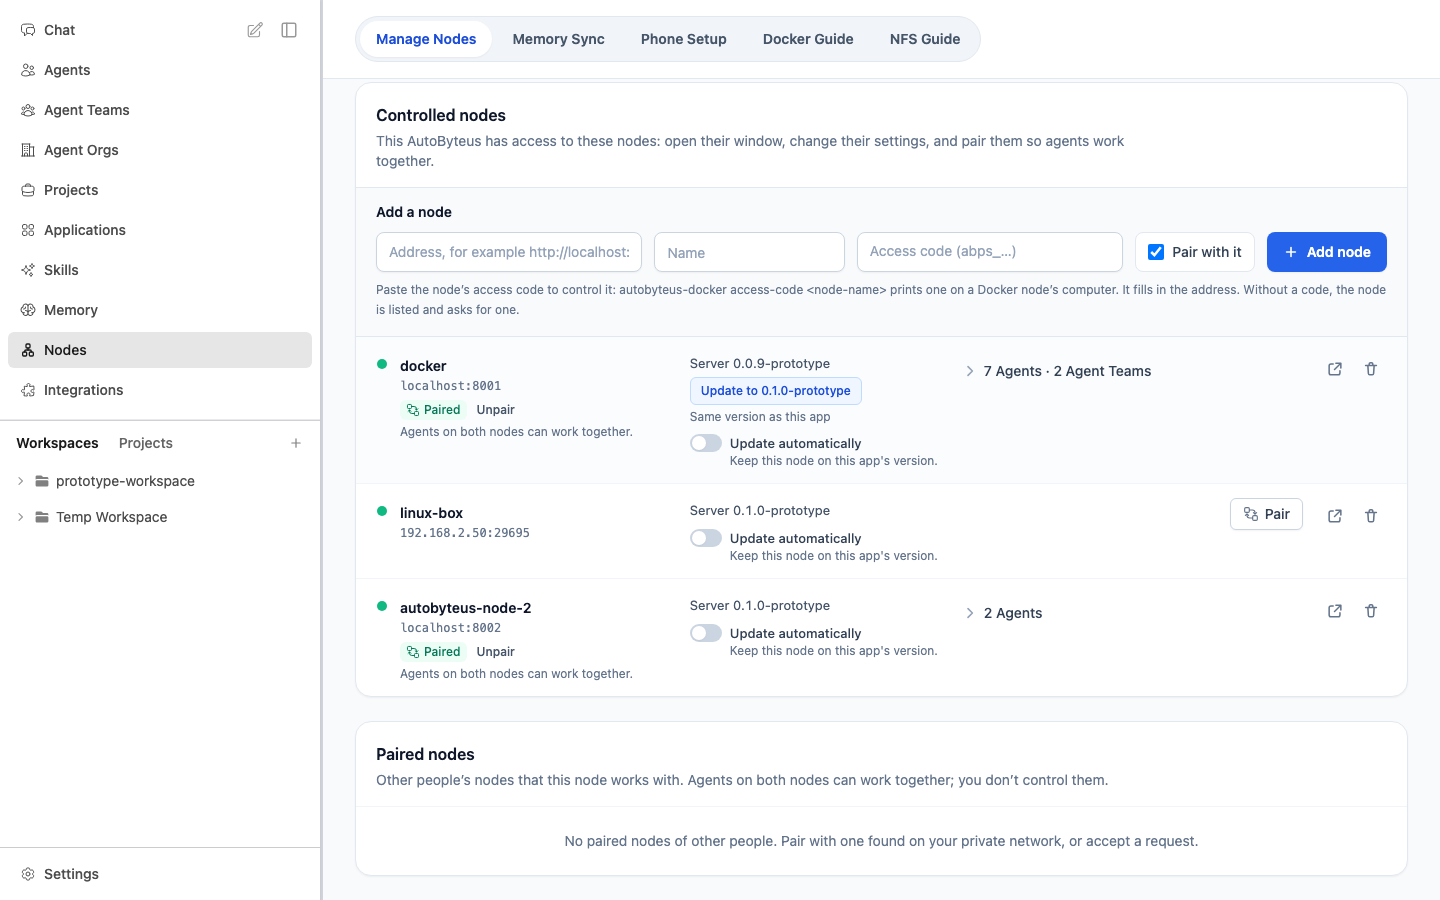 Chat
Agents
Agent Teams
Agent Orgs
Projects
Applications
Skills
Memory
Nodes
Integrations
Workspaces Projects
prototype-workspace
Temp Workspace
Settings
Manage Nodes Memory Sync Phone Setup Docker Guide NFS Guide
Controlled nodes
This AutoByteus has access to these nodes: open their window, change their settings, and pair them so agents work
together.
Add a node
Address, for example http://localhost: Name Access code (abps_…) Pair with it + Add node
Paste the node’s access code to control it: autobyteus-docker access-code <node-name> prints one on a Docker node’s computer. It fills in the address. Without a code, the node
is listed and asks for one.
docker
localhost:8001
Paired Unpair
Agents on both nodes can work together.
Server 0.0.9-prototype
Update to 0.1.0-prototype
Same version as this app
Update automatically
Keep this node on this app's version.
7 Agents · 2 Agent Teams
linux-box
192.168.2.50:29695
Server 0.1.0-prototype
Update automatically
Keep this node on this app's version.
Pair
autobyteus-node-2
localhost:8002
Paired Unpair
Agents on both nodes can work together.
Server 0.1.0-prototype
Update automatically
Keep this node on this app's version.
2 Agents
Paired nodes
Other people’s nodes that this node works with. Agents on both nodes can work together; you don’t control them.
No paired nodes of other people. Pair with one found on your private network, or accept a request.